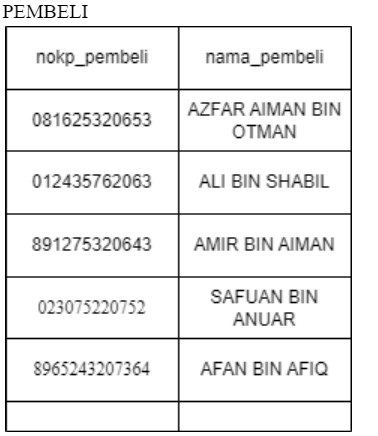 PEMBELI
nokp_pembeli nama_pembeli
081625320653 AZFAR AIMAN BIN
OTMAN
012435762063 ALI BIN SHABIL
891275320643 AMIR BIN AIMAN
023075220752 SAFUAN BIN
ANUAR
8965243207364 AFAN BIN AFIQ